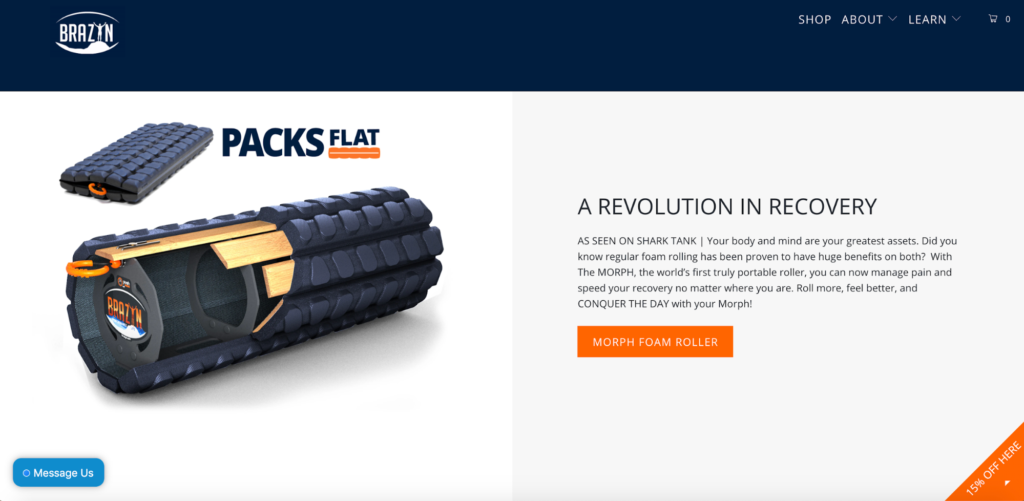 BRAZYN
SHOP ABOUT LEARN 0
PACKS FLAT
BRAZYN
A REVOLUTION IN RECOVERY
AS SEEN ON SHARK TANK | Your body and mind are your greatest assets. Did you
know regular foam rolling has been proven to have huge benefits on both?  With
The MORPH, the world's first truly portable roller, you can now manage pain and
speed your recovery no matter where you are. Roll more, feel better, and
CONQUER THE DAY with your Morph!
MORPH FOAM ROLLER
Message Us
15% OFF HERE